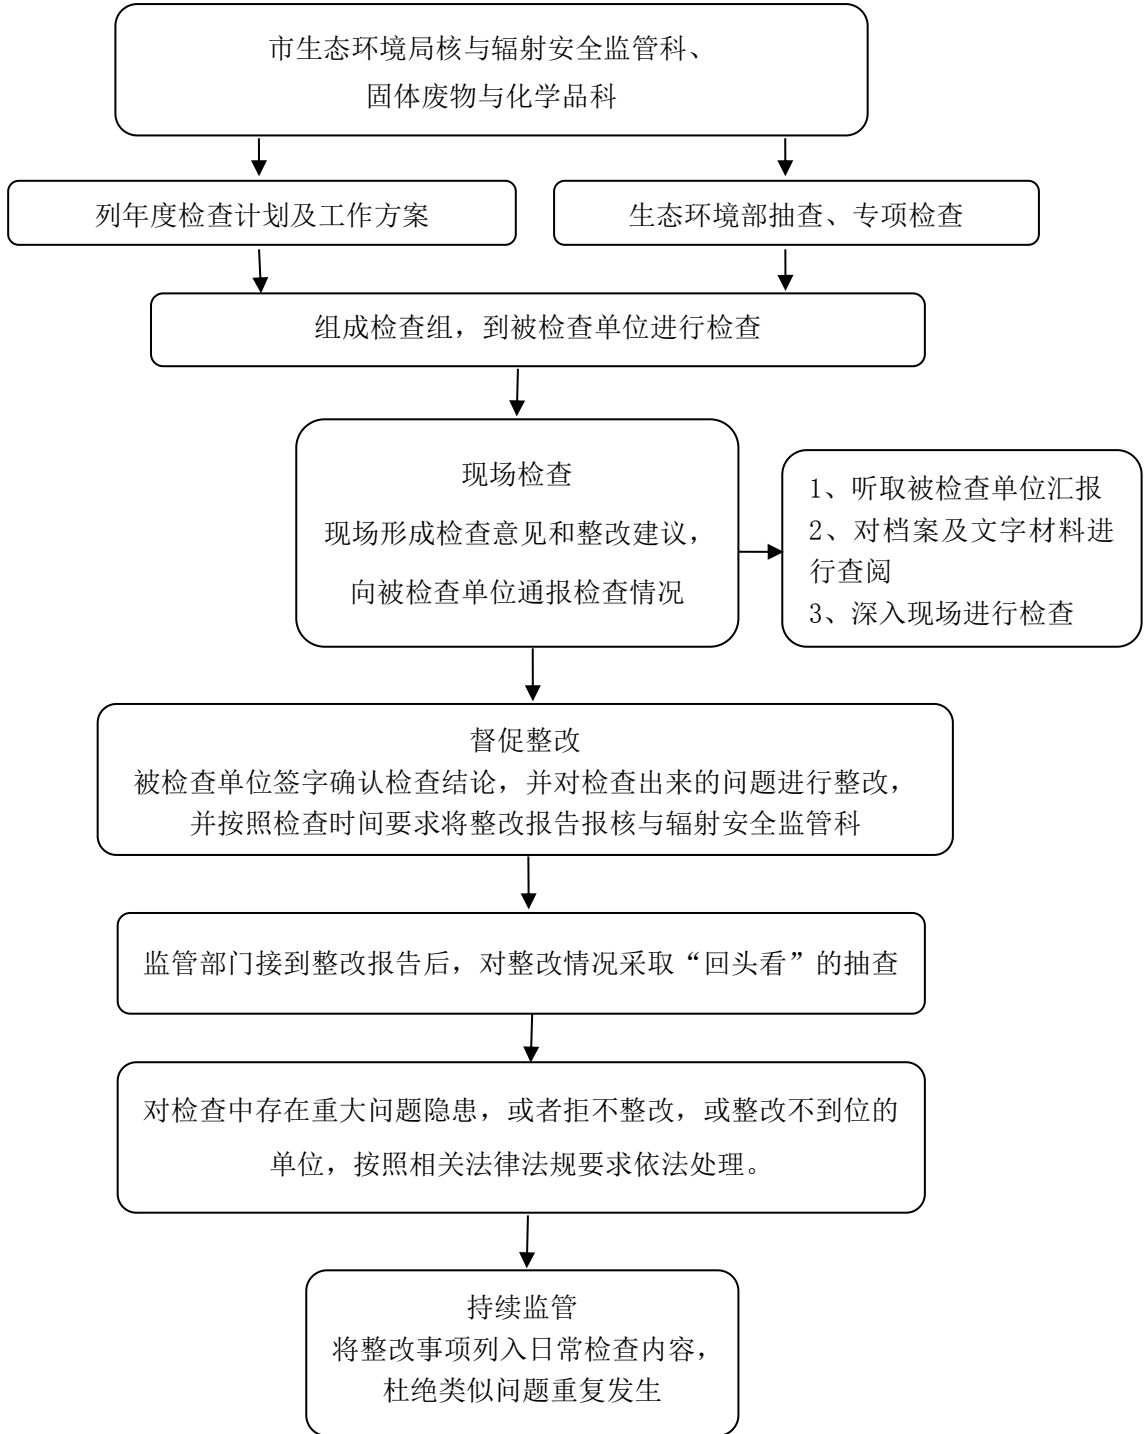 市生态环境局核与辐射安全监管科、
固体废物与化学品科
列年度检查计划及工作方案
生态环境部抽查、专项检查
组成检查组，到被检查单位进行检查
现场检查
现场形成检查意见和整改建议，
向被检查单位通报检查情况
1、听取被检查单位汇报
2、对档案及文字材料进
行查阅
3、深入现场进行检查
督促整改
被检查单位签字确认检查结论，并对检查出来的问题进行整改，
并按照检查时间要求将整改报告报核与辐射安全监管科
监管部门接到整改报告后，对整改情况采取“回头看”的抽查
对检查中存在重大问题隐患，或者拒不整改，或整改不到位的
单位，按照相关法律法规要求依法处理。
持续监管
将整改事项列入日常检查内容，
杜绝类似问题重复发生